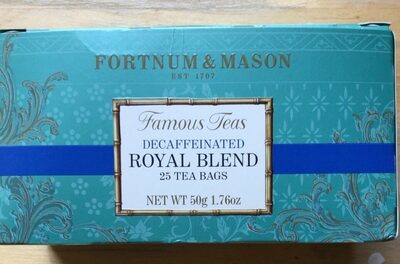 FORTNUM & MASON
EST 1707
Famous Teas
DECAFFEINATED
ROYAL BLEND
25 TEA BAGS
NET WT 50g 1.76oz